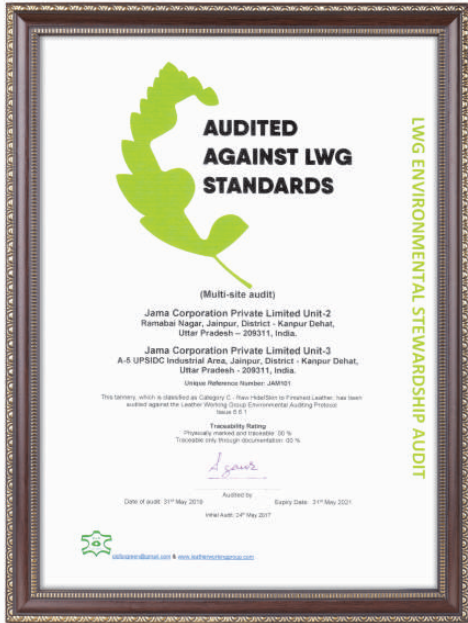 AUDITED
AGAINST LWG
STANDARDS
LWG ENVIRONMENTAL STEWARDSHIP AUDIT
(Multi-site audit)
Jama Corporation Private Limited Unit-2
Ramabai Nagar, Jainpur, District - Kanpur Dehat,
Uttar Pradesh – 209311, India.
Jama Corporation Private Limited Unit-3
A-5 UPSIDC Industrial Area, Jainpur, District - Kanpur Dehat,
Uttar Pradesh - 209311, India.
Unique Reference Number: JAM101
This tannery, which is classified as Category C - Raw Hide/Skin to Finished Leather, has been
audited against the Leather Working Group Environmental Auditing Protocol
Issue 6.6.1
Traceability Rating
Physically marked and traceable: 00 %
Traceable only through documentation: 00 %
Audited by
Date of audit: 31st May 2019
Expiry Date: 31st May 2021
Initial Audit: 24th May 2017
& www.leatherworkinggroup.com